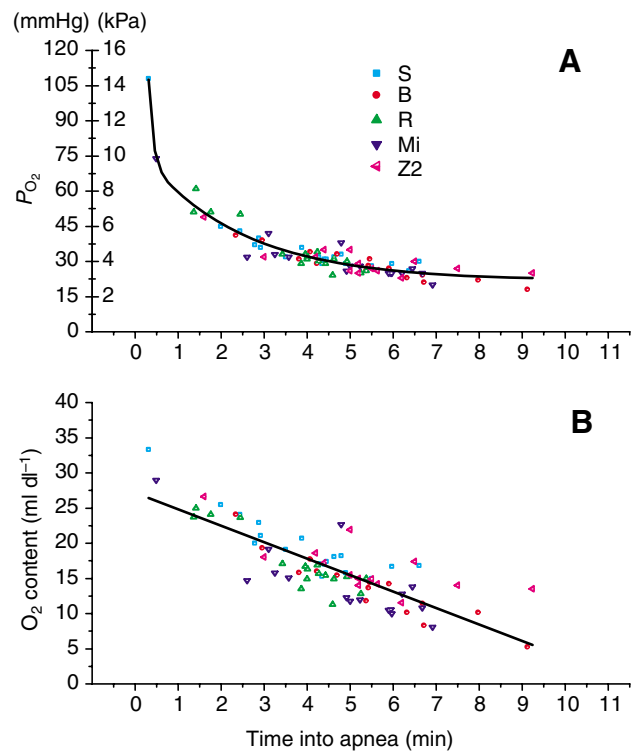 (mmHg) (kPa)
A
120 16
105 14
90 12
75 10
60 8
45 6
30 4
15 2
0
PO2
S
B
R
Mi
Z2
0 1 2 3 4 5 6 7 8 9 10 11
B
40
35
30
25
20
15
10
5
0
O2 content (ml dl−1)
0 1 2 3 4 5 6 7 8 9 10 11
Time into apnea (min)